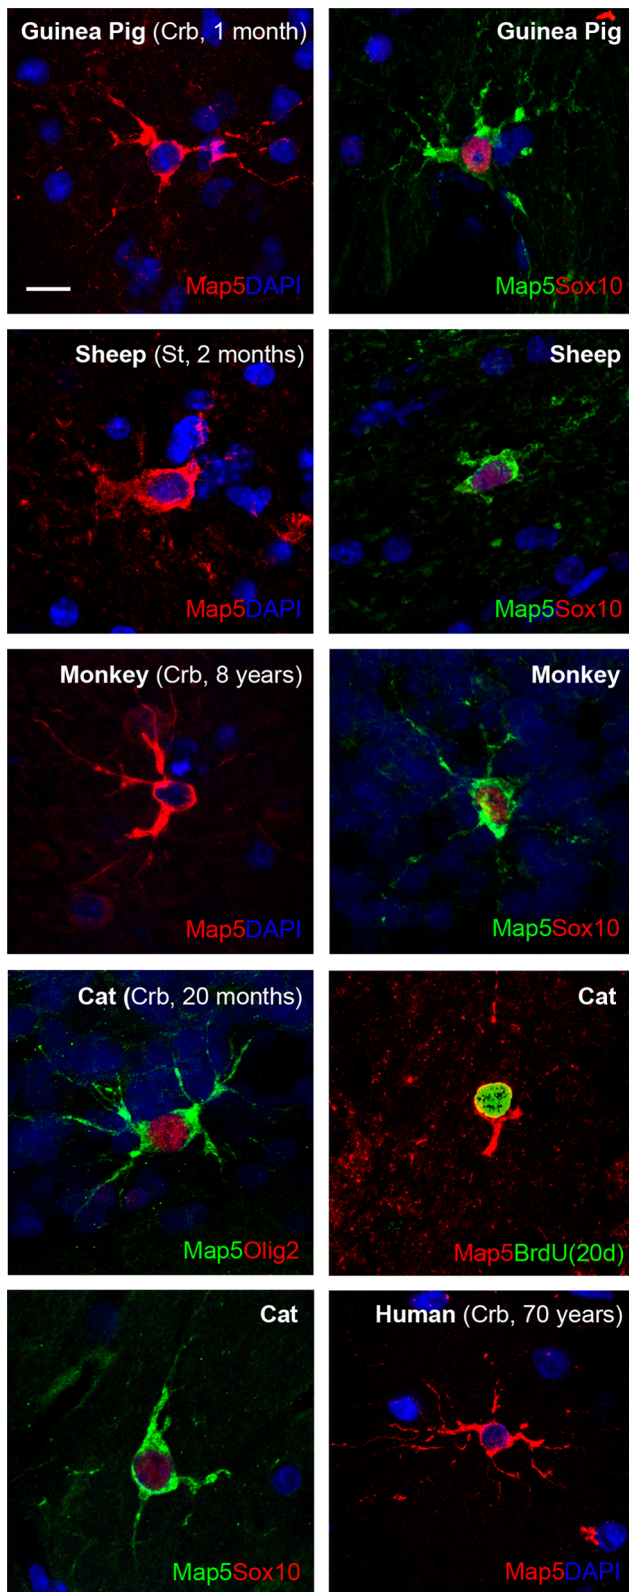 Guinea Pig (Crb, 1 month)
Map5DAPI
Guinea Pig
Map5Sox10
Sheep (St, 2 months)
Map5DAPI
Sheep
Map5Sox10
Monkey (Crb, 8 years)
Map5DAPI
Monkey
Map5Sox10
Cat (Crb, 20 months)
Map5Olig2
Cat
Map5BrdU(20d)
Cat
Map5Sox10
Human (Crb, 70 years)
Map5DAPI